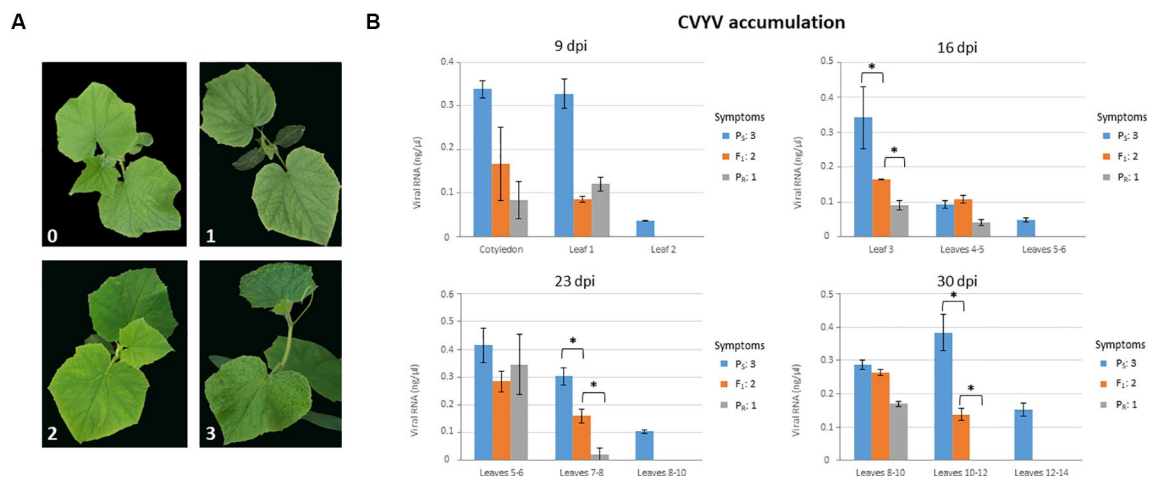 A
B
CVYV accumulation
0
1
2
3
9 dpi
Viral RNA (ng/µl)
0.4
0.3
0.2
0.1
0
Cotyledon Leaf 1 Leaf 2
Symptoms
PS: 3
F1: 2
PR: 1
16 dpi
Viral RNA (ng/µl)
0.5
0.4
0.3
0.2
0.1
0
* *
Leaf 3 Leaves 4-5 Leaves 5-6
Symptoms
PS: 3
F1: 2
PR: 1
23 dpi
Viral RNA (ng/µl)
0.6
0.5
0.4
0.3
0.2
0.1
0
* *
Leaves 5-6 Leaves 7-8 Leaves 8-10
Symptoms
PS: 3
F1: 2
PR: 1
30 dpi
Viral RNA (ng/µl)
0.5
0.4
0.3
0.2
0.1
0
* *
Leaves 8-10 Leaves 10-12 Leaves 12-14
Symptoms
PS: 3
F1: 2
PR: 1